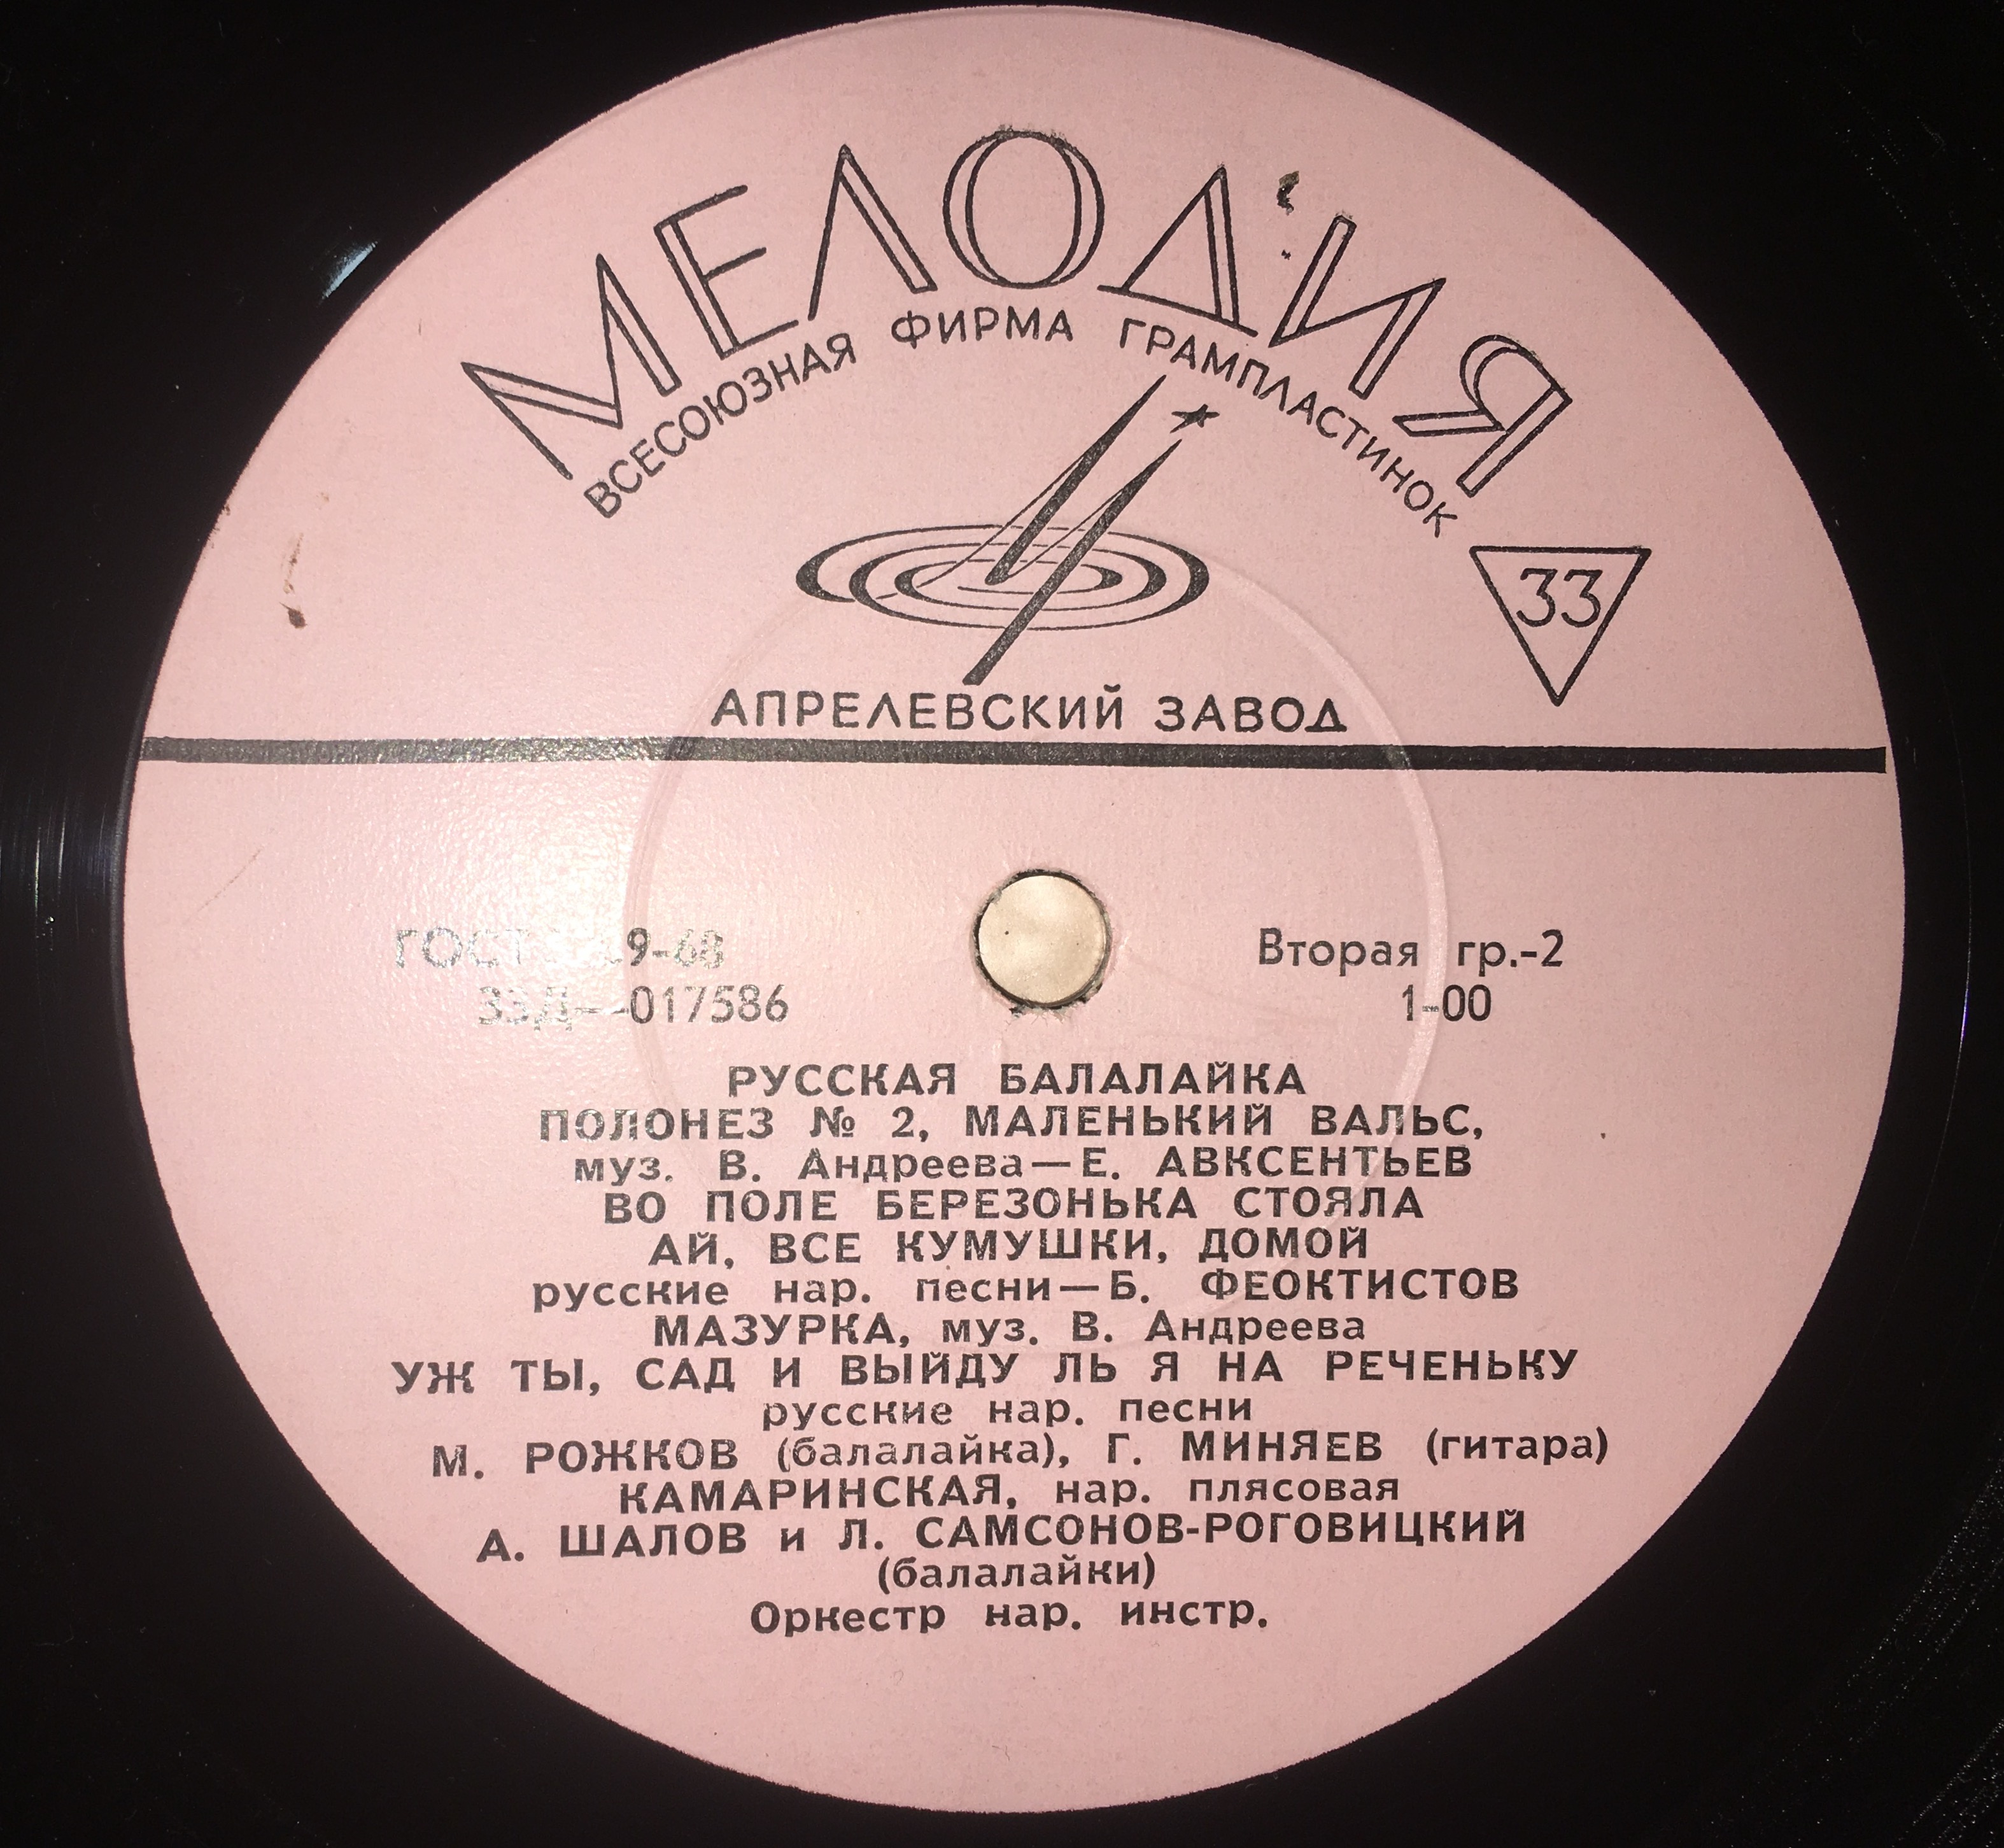 МЕЛОДИЯ
ВСЕСОЮЗНАЯ ФИРМА ГРАМПЛАСТИНОК
33
АПРЕЛЕВСКИЙ ЗАВОД
ГОСТ
Вторая гр.-2
33Д—017586
1-00
РУССКАЯ БАЛАЛАЙКА
ПОЛОНЕЗ № 2, МАЛЕНЬКИЙ ВАЛЬС,
муз. В. Андреева—Е. АВКСЕНТЬЕВ
ВО ПОЛЕ БЕРЕЗОНЬКА СТОЯЛА
АЙ, ВСЕ КУМУШКИ, ДОМОЙ
русские нар. песни—Б. ФЕОКТИСТОВ
МАЗУРКА, муз. В. Андреева
УЖ ТЫ, САД И ВЫЙДУ ЛЬ Я НА РЕЧЕНЬКУ
русские нар. песни
М. РОЖКОВ (балалайка), Г. МИНЯЕВ (гитара)
КАМАРИНСКАЯ, нар. плясовая
А. ШАЛОВ и Л. САМСОНОВ-РОГОВИЦКИЙ
(балалайки)
Оркестр нар. инстр.